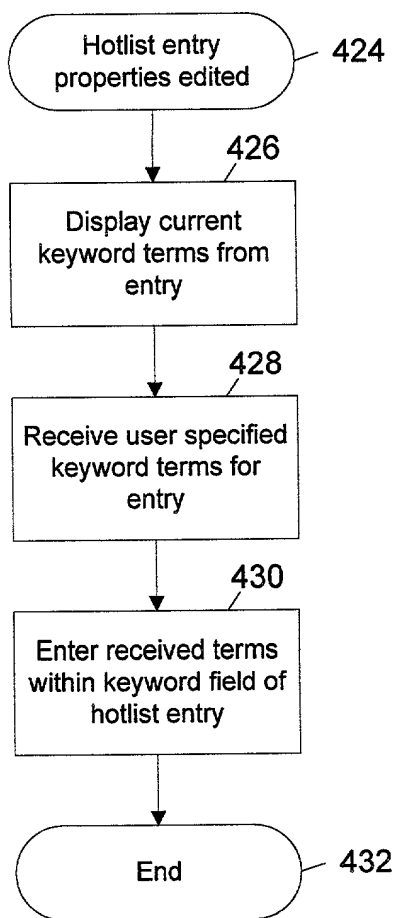 Hotlist entry
properties edited
424
426
Display current
keyword terms from
entry
428
Receive user specified
keyword terms for
entry
430
Enter received terms
within keyword field of
hotlist entry
End
432